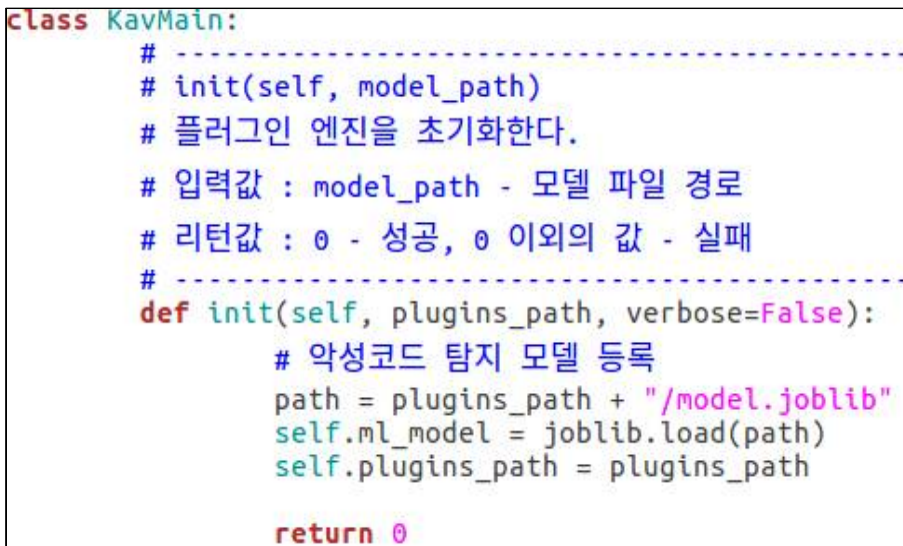 class KavMain:
# --------------------------------------------
# init(self, model_path)
# 플러그인 엔진을 초기화한다.
# 입력값 : model_path - 모델 파일 경로
# 리턴값 : 0 - 성공, 0 이외의 값 - 실패
# --------------------------------------------
def init(self, plugins_path, verbose=False):
# 악성코드 탐지 모델 등록
path = plugins_path + "/model.joblib"
self.ml_model = joblib.load(path)
self.plugins_path = plugins_path
return 0